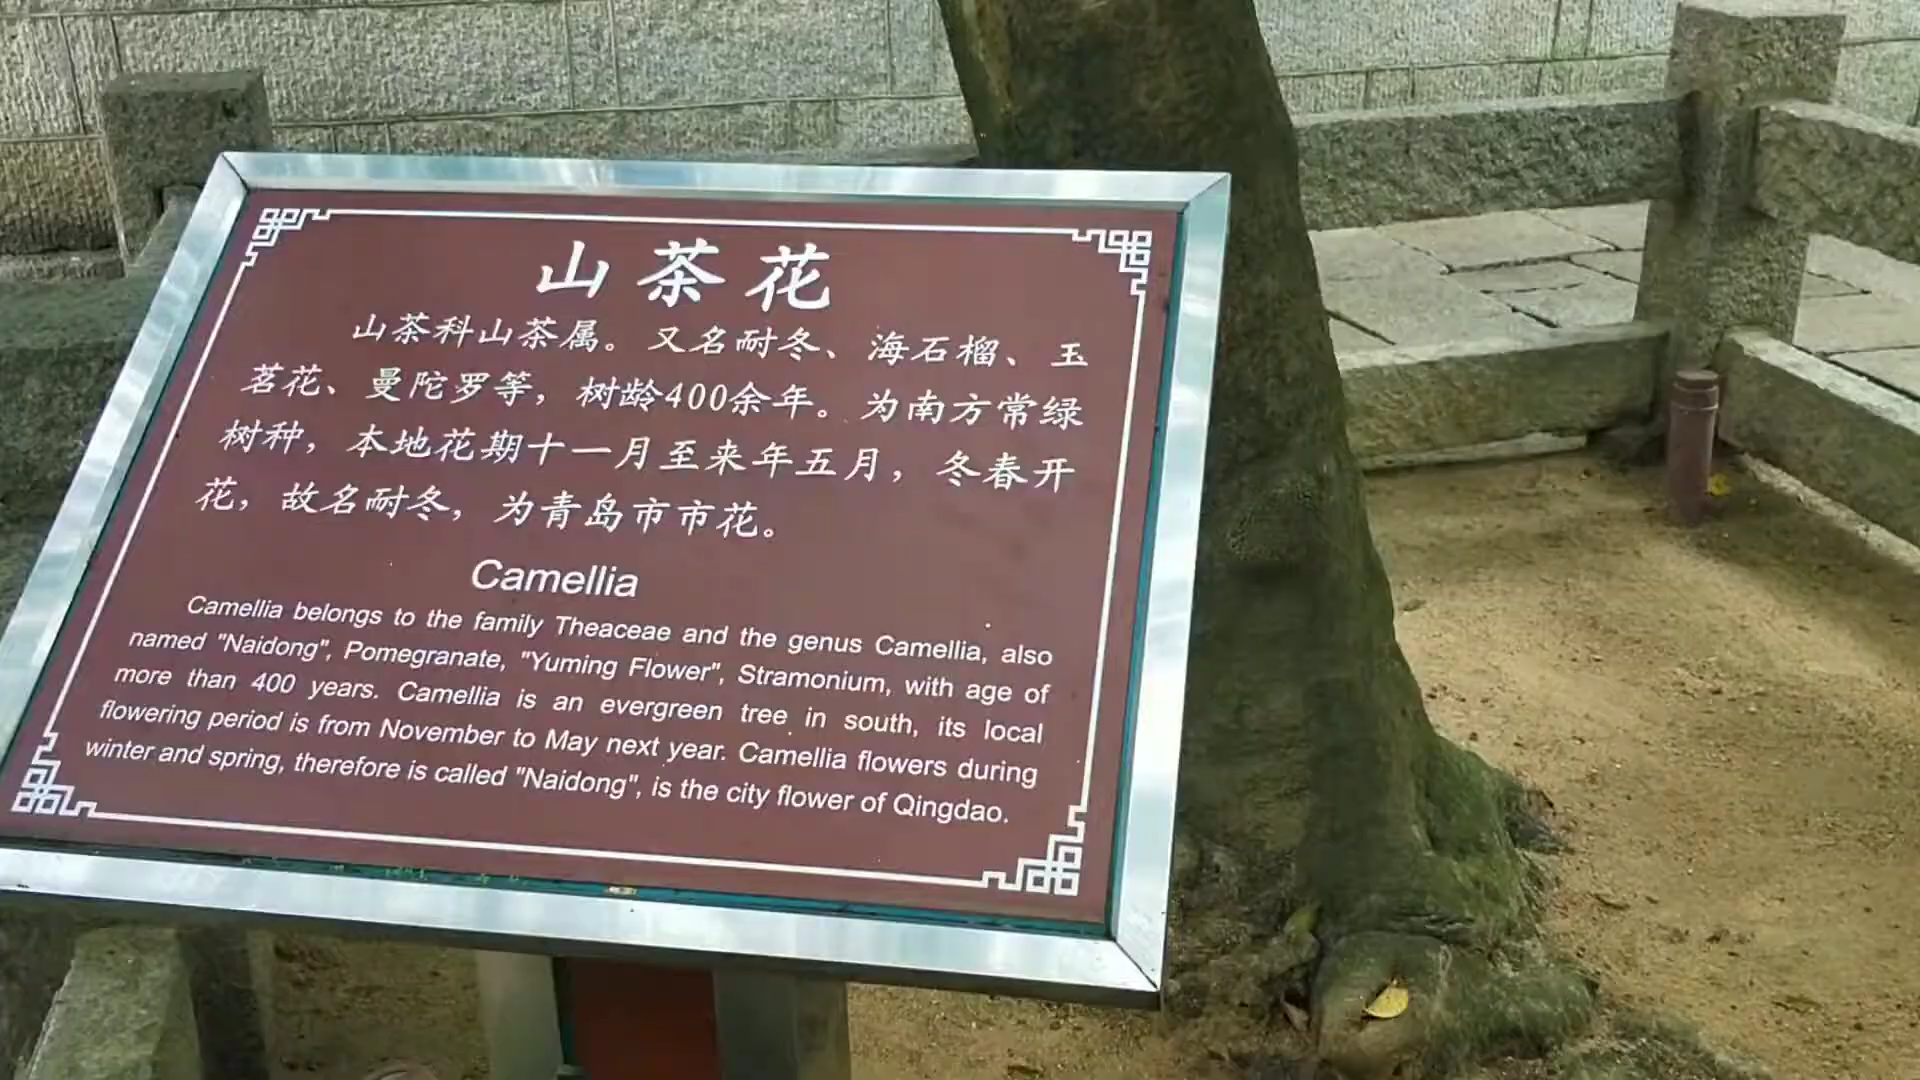 山茶花
山茶科山茶属。又名耐冬、海石榴、玉
茗花、曼陀罗等，树龄400余年。为南方常绿
树种，本地花期十一月至来年五月，冬春开
花，故名耐冬，为青岛市市花。
Camellia
Camellia belongs to the family Theaceae and the genus Camellia, also
named "Naidong", Pomegranate, "Yuming Flower", Stramonium, with age of
more than 400 years. Camellia is an evergreen tree in south, its local
flowering period is from November to May next year. Camellia flowers during
winter and spring, therefore is called "Naidong", is the city flower of Qingdao.